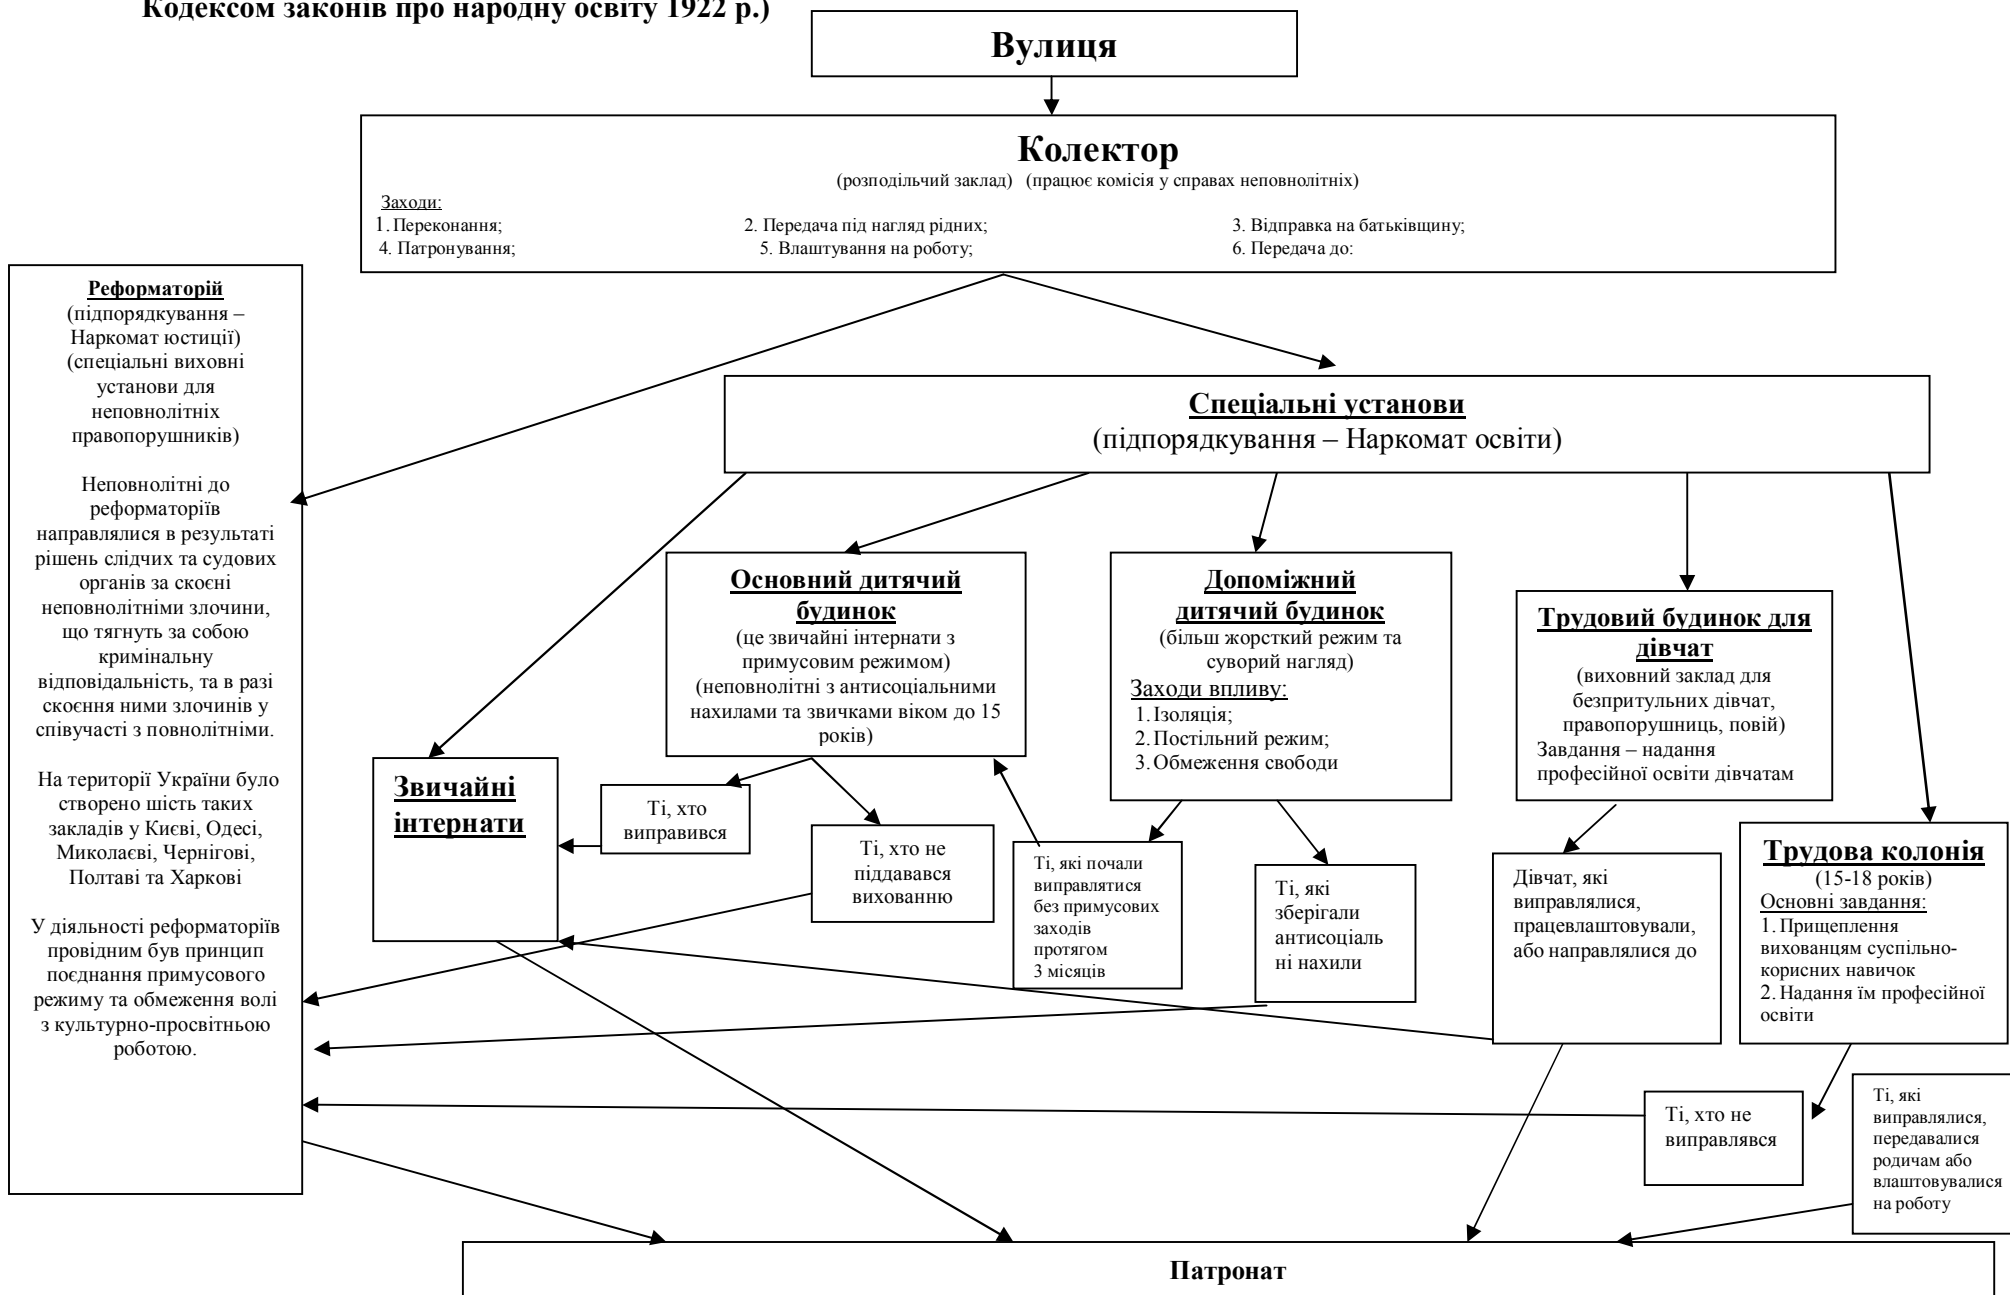 Кодексом законів про народну освіту 1922 р.)
Вулиця
Колектор
(розподільчий заклад) (працює комісія у справах неповнолітніх)
Заходи:
1. Переконання; 2. Передача під нагляд рідних; 3. Відправка на батьківщину;
4. Патронування; 5. Влаштування на роботу; 6. Передача до:
Реформаторій
(підпорядкування –
Наркомат юстиції)
(спеціальні виховні
установи для
неповнолітніх
правопорушників)
Неповнолітні до
реформаторіїв
направлялися в результаті
рішень слідчих та судових
органів за скоєні
неповнолітніми злочини,
що тягнуть за собою
кримінальну
відповідальність, та в разі
скоєння ними злочинів у
співучасті з повнолітніми.
На території України було
створено шість таких
закладів у Києві, Одесі,
Миколаєві, Чернігові,
Полтаві та Харкові
У діяльності реформаторіїв
провідним був принцип
поєднання примусового
режиму та обмеження волі
з культурно-просвітньою
роботою.
Спеціальні установи
(підпорядкування – Наркомат освіти)
Основний дитячий
будинок
(це звичайні інтернати з
примусовим режимом)
(неповнолітні з антисоціальними
нахилами та звичками віком до 15
років)
Допоміжний
дитячий будинок
(більш жорсткий режим та
суворий нагляд)
Заходи впливу:
1. Ізоляція;
2. Постільний режим;
3. Обмеження свободи
Трудовий будинок для
дівчат
(виховний заклад для
безпритульних дівчат,
правопорушниць, повій)
Завдання – надання
професійної освіти дівчатам
Звичайні
інтернати
Ті, хто
виправився
Ті, хто не
піддавався
вихованню
Ті, які почали
виправлятися
без примусових
заходів
протягом
3 місяців
Ті, які
зберігали
антисоціаль
ні нахили
Дівчат, які
виправлялися,
працевлаштовували,
або направлялися до
Трудова колонія
(15-18 років)
Основні завдання:
1. Прищеплення
вихованцям суспільно-
корисних навичок
2. Надання їм професійної
освіти
Ті, хто не
виправлявся
Ті, які
виправлялися,
передавалися
родичам або
влаштовувалися
на роботу
Патронат